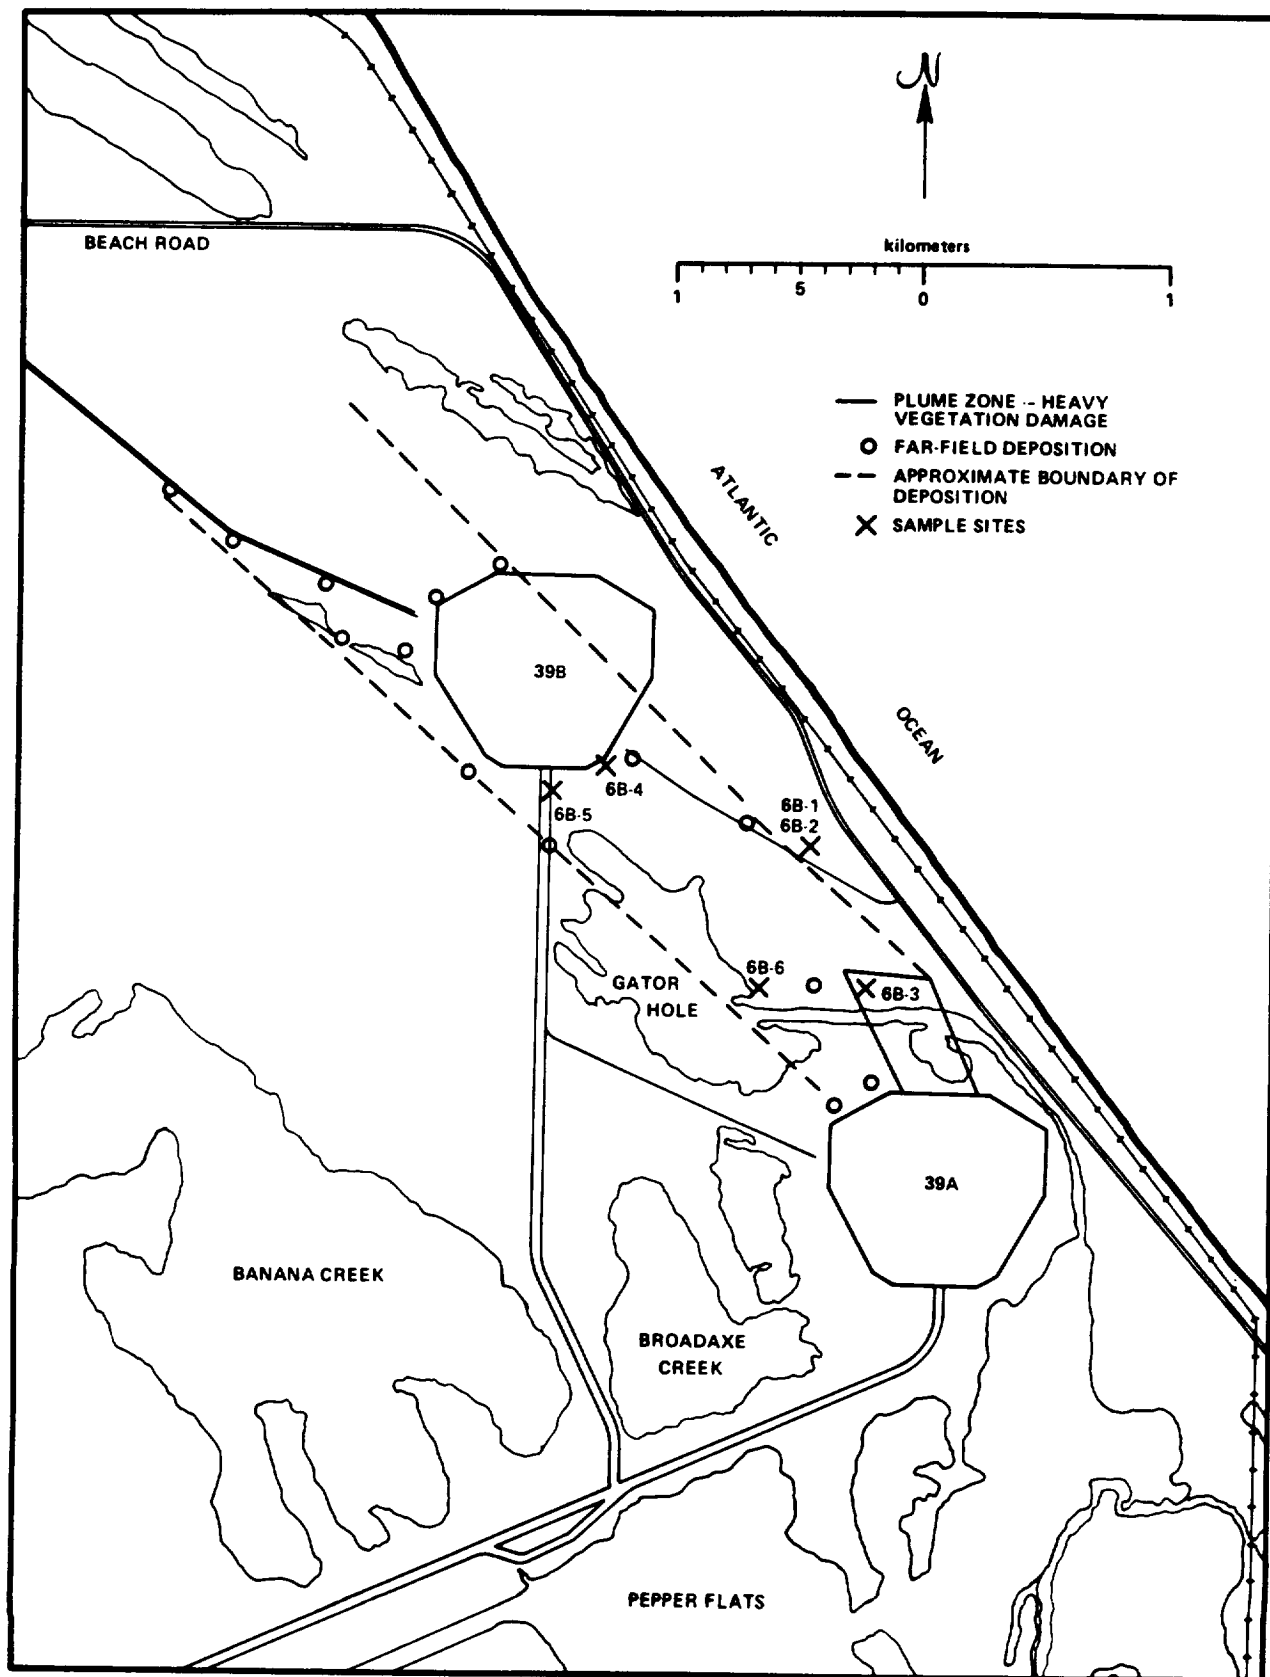 N
BEACH ROAD
kilometers
1 5 0 1
PLUME ZONE -- HEAVY
VEGETATION DAMAGE
FAR-FIELD DEPOSITION
APPROXIMATE BOUNDARY OF
DEPOSITION
SAMPLE SITES
ATLANTIC
OCEAN
39B
6B-4
6B-5
6B-1
6B-2
6B-6
6B-3
GATOR
HOLE
39A
BANANA CREEK
BROADAXE
CREEK
PEPPER FLATS